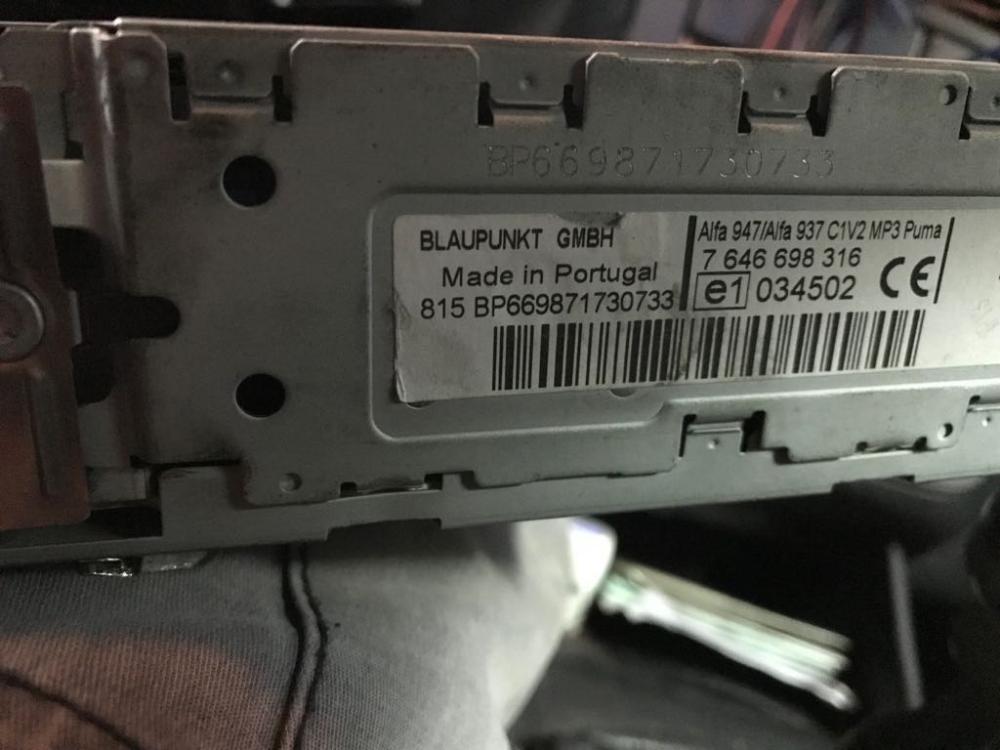 BP669871730733
BLAUPUNKT GMBH
Made in Portugal
815 BP669871730733
Alfa 947/Alfa 937 C1V2 MP3 Puma
7 646 698 316
e1 034502 CE